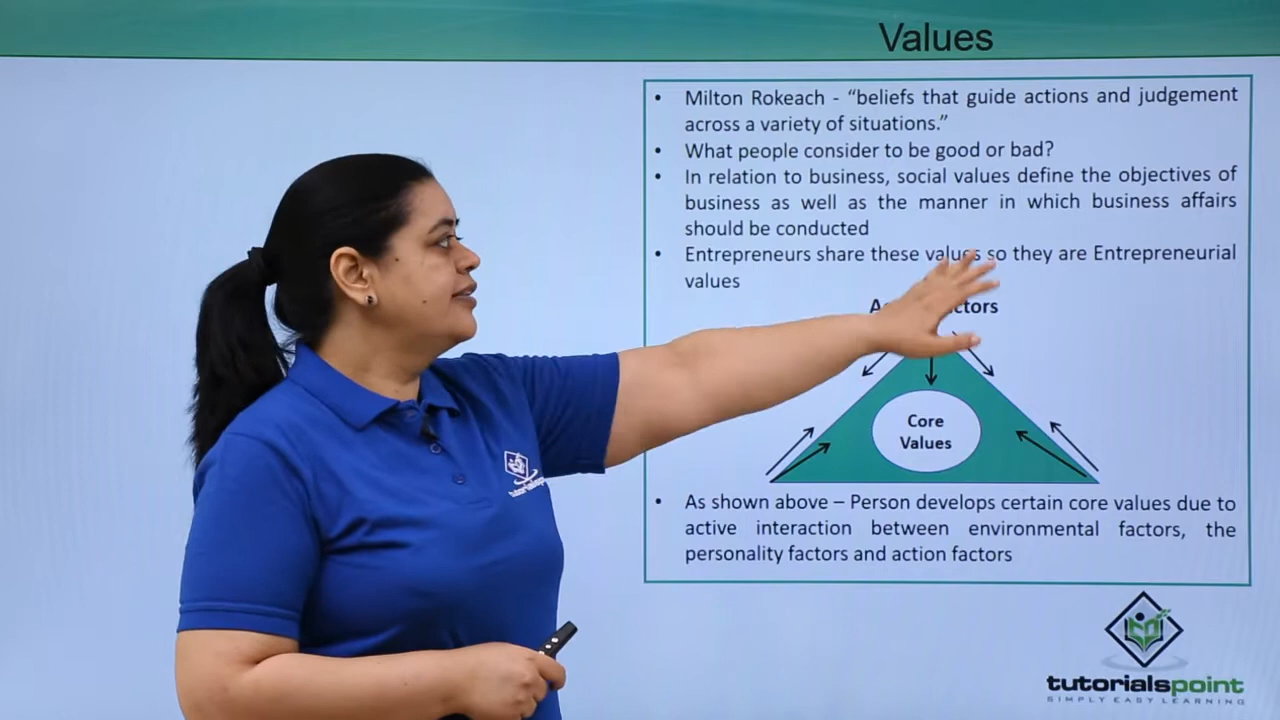 Values
• Milton Rokeach - “beliefs that guide actions and judgement
across a variety of situations.”
• What people consider to be good or bad?
• In relation to business, social values define the objectives of
business as well as the manner in which business affairs
should be conducted
• Entrepreneurs share these values so they are Entrepreneurial
values
Core
Values
• As shown above – Person develops certain core values due to
active interaction between environmental factors, the
personality factors and action factors
tutorialspoint
SIMPLY EASY LEARNING